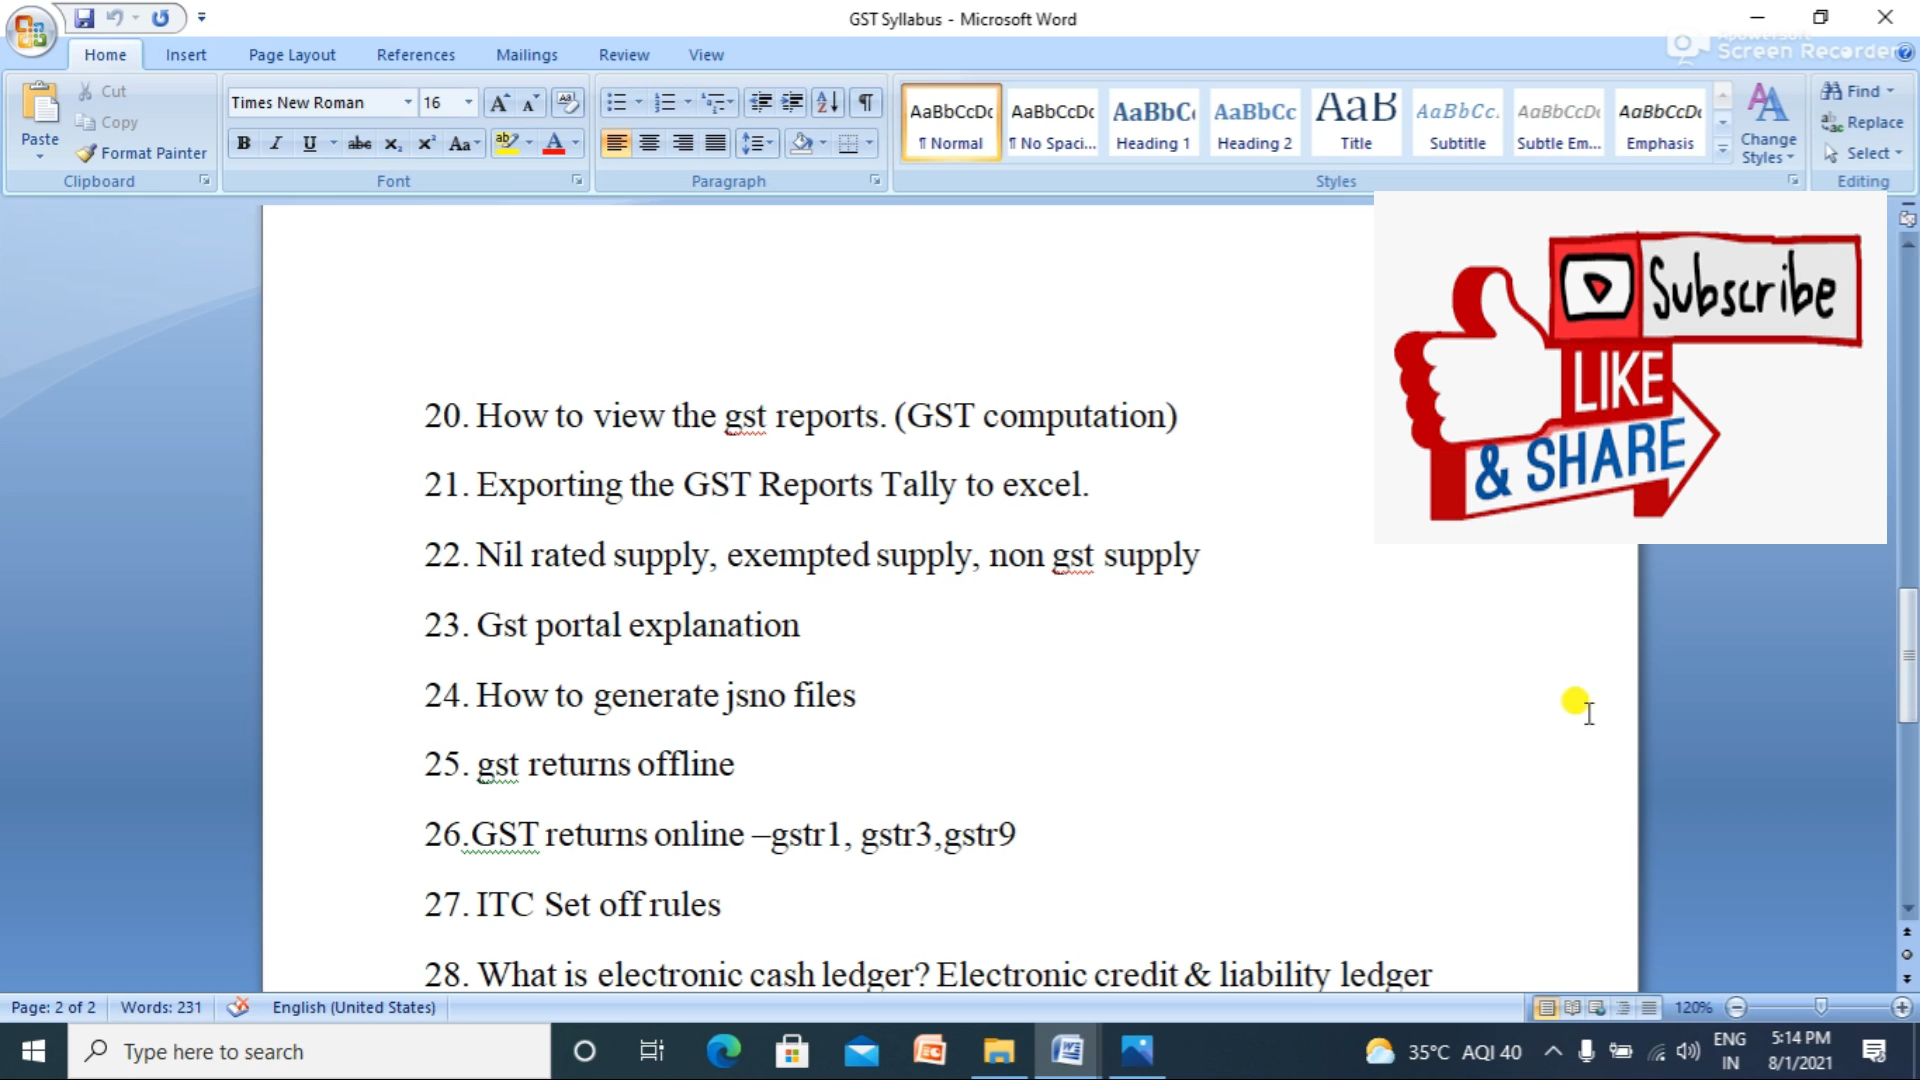 GST Syllabus - Microsoft Word
Home Insert Page Layout References Mailings Review View
Screen Recorder
Paste
Cut
Copy
Format Painter
Clipboard
Times New Roman 16
Font
Paragraph
AaBbCcDc AaBbCcDc AaBbC AaBbCc AaB AaBbCc. AaBbCcDc AaBbCcDc
¶ Normal ¶ No Spaci... Heading 1 Heading 2 Title Subtitle Subtle Em... Emphasis
Change Styles
Styles
Find
Replace
Select
Editing
Subscribe
LIKE
& SHARE
20. How to view the gst reports. (GST computation)
21. Exporting the GST Reports Tally to excel.
22. Nil rated supply, exempted supply, non gst supply
23. Gst portal explanation
24. How to generate jsno files
25. gst returns offline
26.GST returns online –gstr1, gstr3,gstr9
27. ITC Set off rules
28. What is electronic cash ledger? Electronic credit & liability ledger
Page: 2 of 2 Words: 231 English (United States) 120%
Type here to search
35°C AQI 40
ENG
IN
5:14 PM
8/1/2021